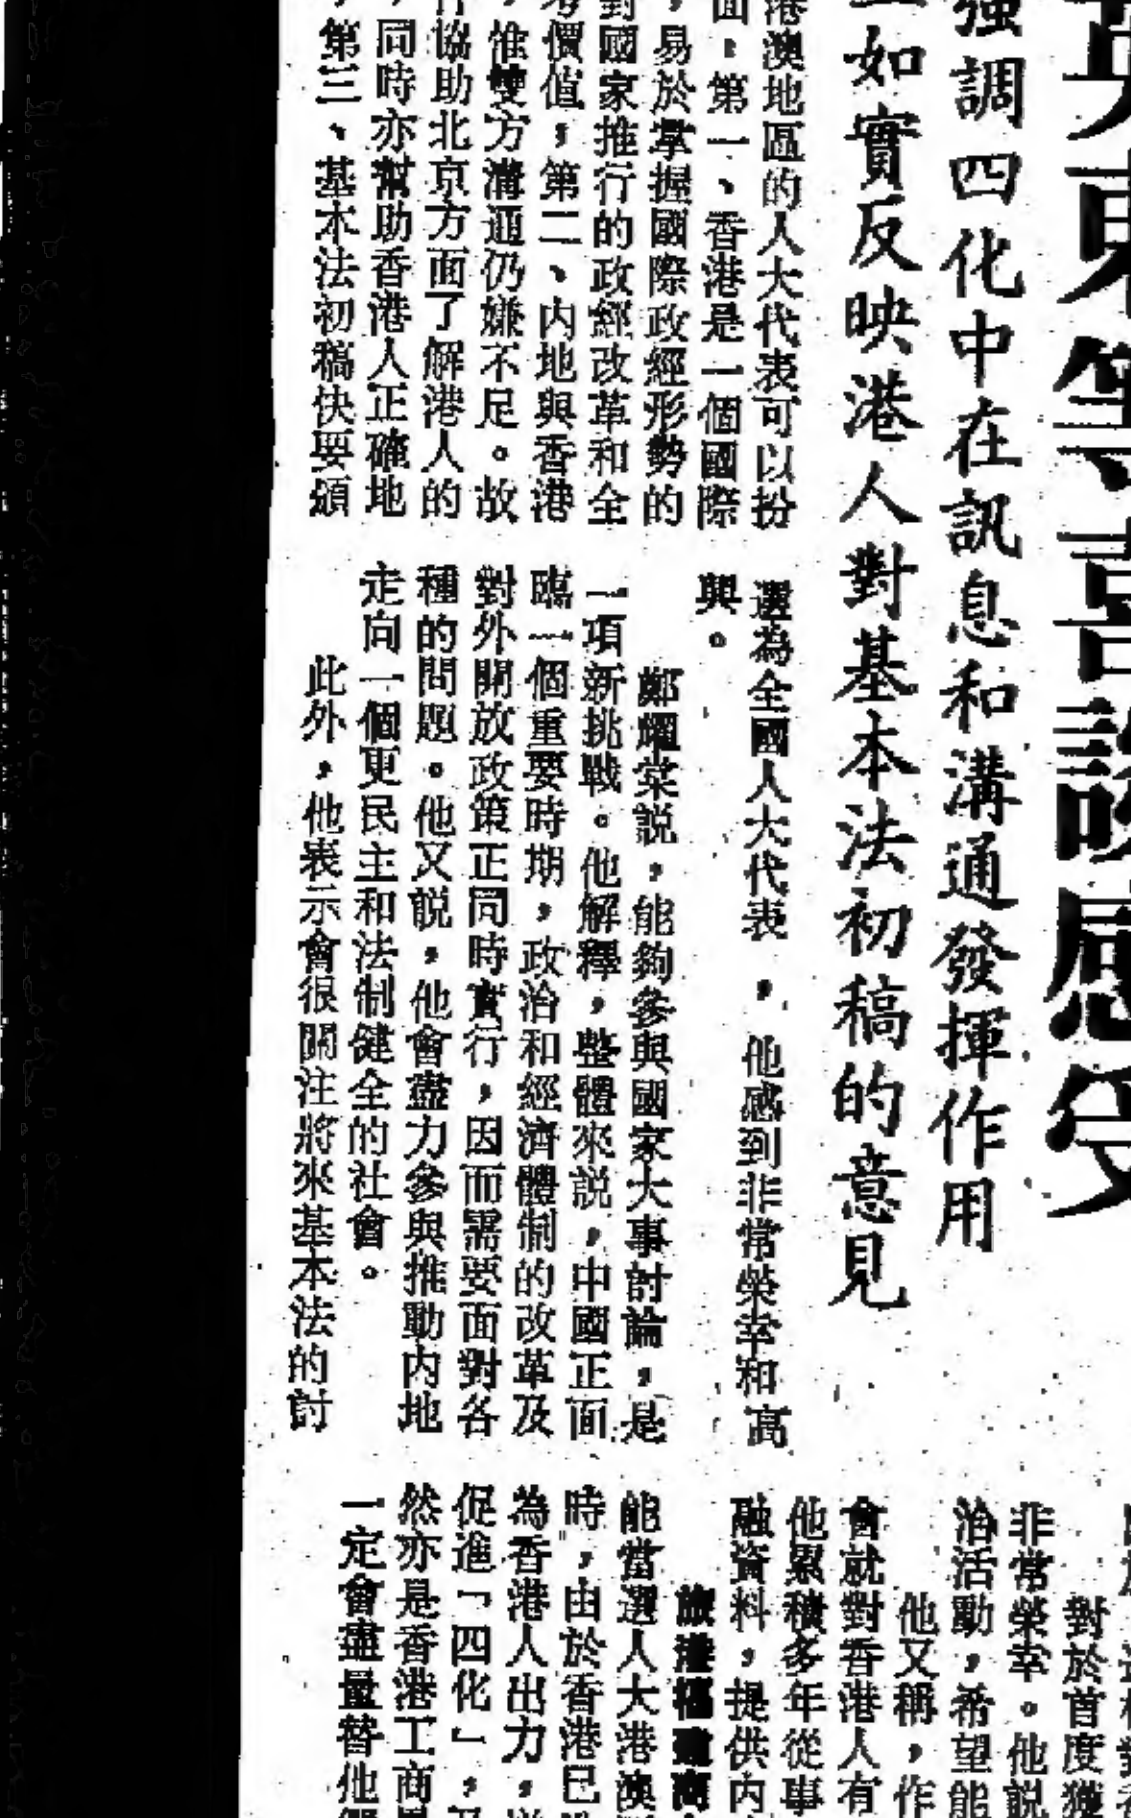 等喜談感受
強調四化中在訊息和溝通發揮作用
如實反映港人對基本法初稿的意見
港澳地區的人大代表可以扮
面，第一、香港是一個國際
，易於掌握國際政經形勢的
對國家推行的政經改革和全
考價值，第二、內地與香港
，惟雙方溝通仍嫌不足。故
協助北京方面了解港人的
，同時亦幫助香港人正確地
。第三、基本法初稿快要頒
選為全國人大代表，他感到非常榮幸和高
興。
鄭耀棠説，能夠參與國家大事討論，是
一項新挑戰。他解釋，整體來説，中國正面
臨一個重要時期，政治和經濟體制的改革及
對外開放政策正同時實行，因而需要面對各
種的問題。他又説，他會盡力參與推動內地
走向一個更民主和法制健全的社會。
此外，他表示會很關注將來基本法的討
對於首度獲
非常榮幸。他説
治活動，希望能
他又稱，作
會就對香港人有
他累積多年從事
融資料，提供內
旅港福建商
能當選人大港澳
時，由於香港已
為香港人出力，
促進「四化」，
然亦是香港工商
一定會盡量替他